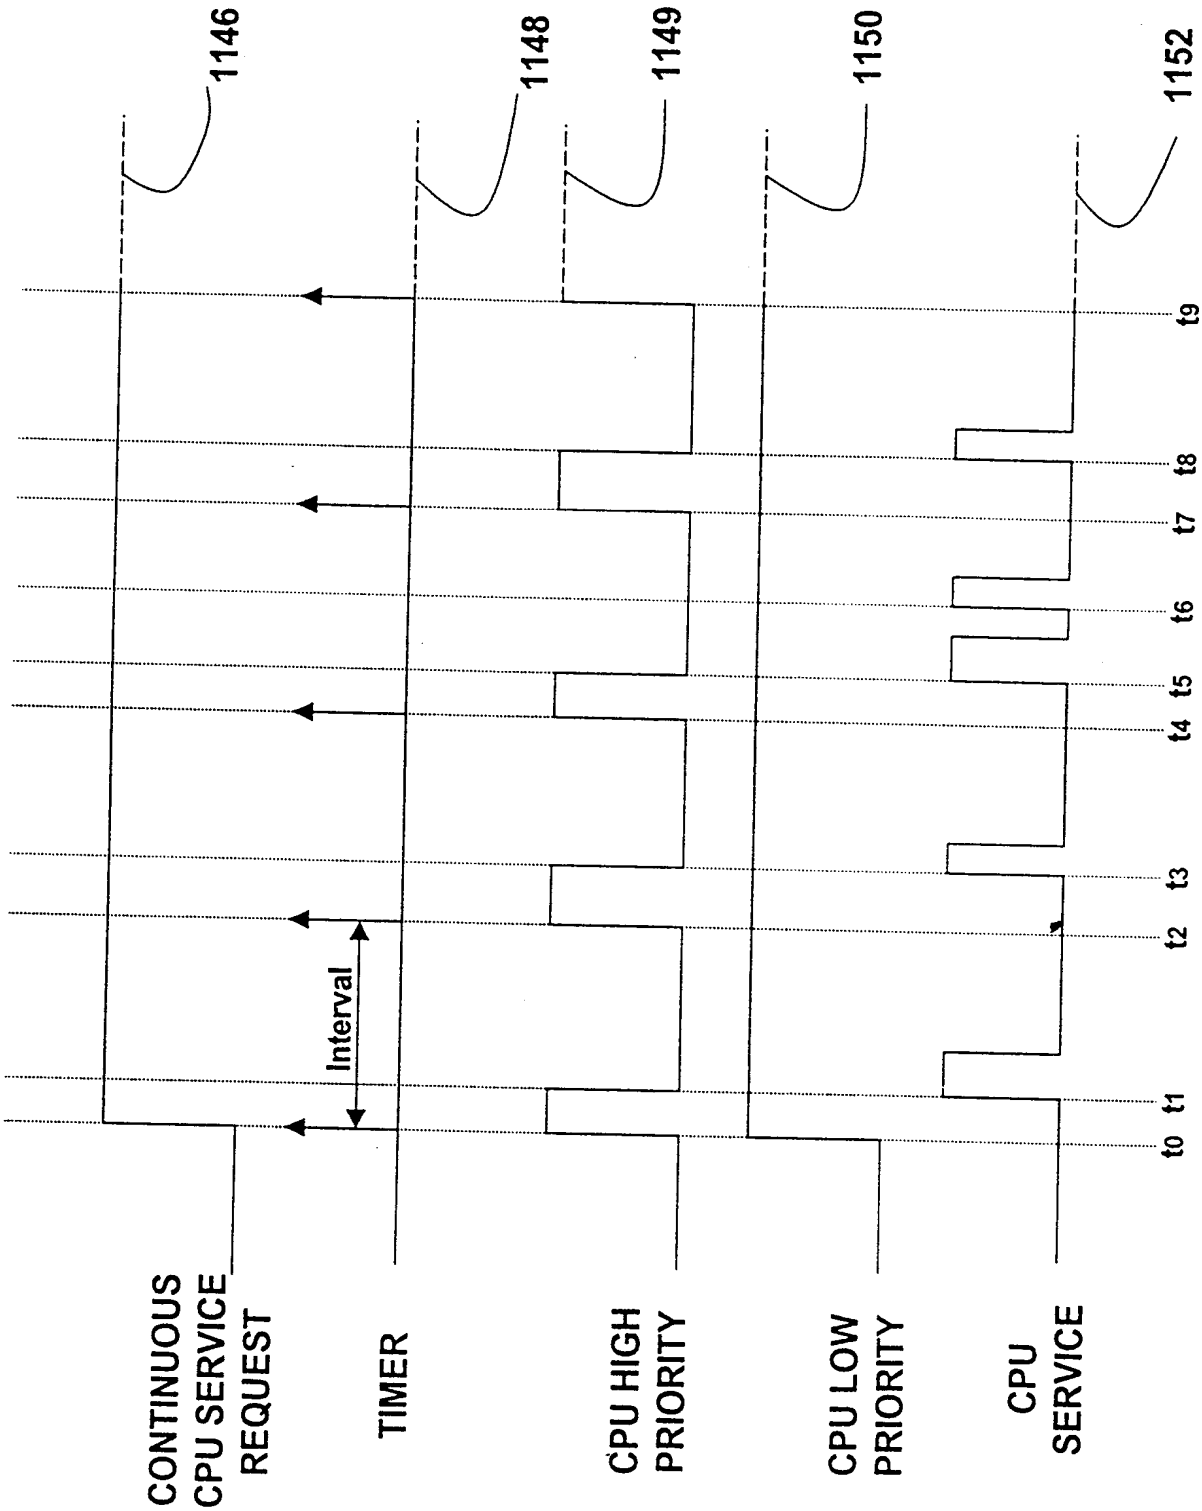 CONTINUOUS
CPU SERVICE
REQUEST
1146
TIMER
Interval
1148
CPU HIGH
PRIORITY
1149
CPU LOW
PRIORITY
1150
CPU
SERVICE
1152
t0
t1
t2
t3
t4
t5
t6
t7
t8
t9